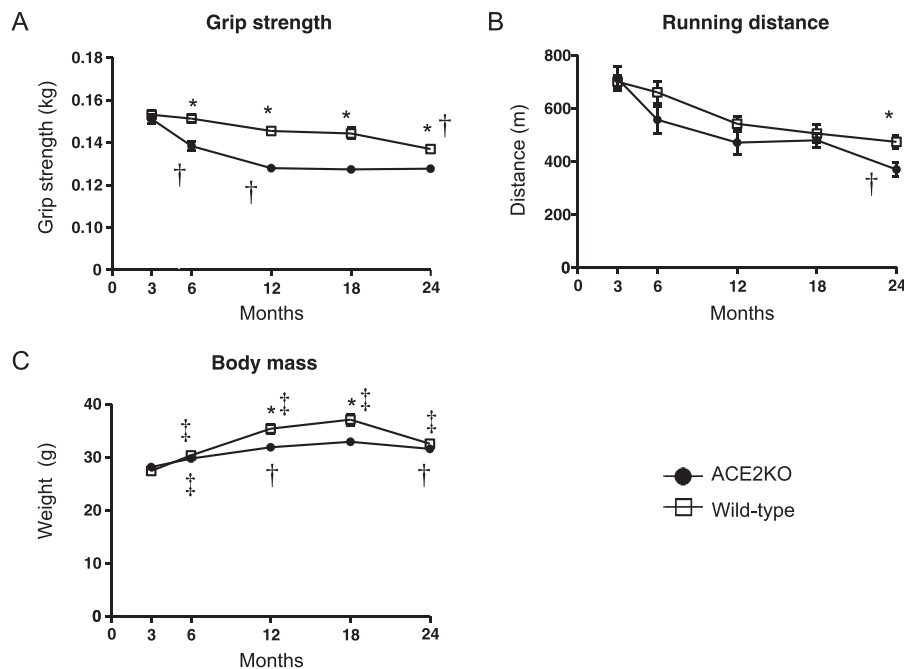 A
Grip strength
Grip strength (kg)
0.18
0.16
0.14
0.12
0.10
0
* * * * †
† †
0 3 6 12 18 24
Months
B
Running distance
Distance (m)
800
600
400
200
0
*
†
0 3 6 12 18 24
Months
C
Body mass
Weight (g)
40
30
20
10
0
‡ *‡ *‡ ‡
‡ † †
0 3 6 12 18 24
Months
ACE2KO
Wild-type